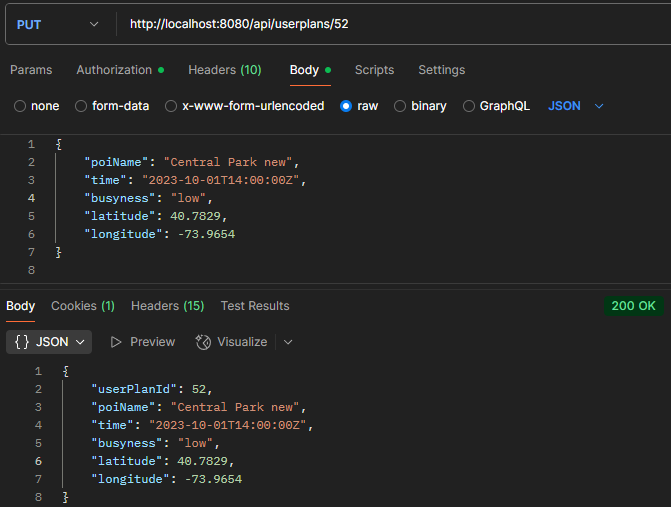 PUT http://localhost:8080/api/userplans/52
Params Authorization Headers (10) Body Scripts Settings
none form-data x-www-form-urlencoded raw binary GraphQL JSON
1 {
2 "poiName": "Central Park new",
3 "time": "2023-10-01T14:00:00Z",
4 "busyness": "low",
5 "latitude": 40.7829,
6 "longitude": -73.9654
7 }
8
Body Cookies (1) Headers (15) Test Results 200 OK
{} JSON Preview Visualize
1 {
2 "userPlanId": 52,
3 "poiName": "Central Park new",
4 "time": "2023-10-01T14:00:00Z",
5 "busyness": "low",
6 "latitude": 40.7829,
7 "longitude": -73.9654
8 }